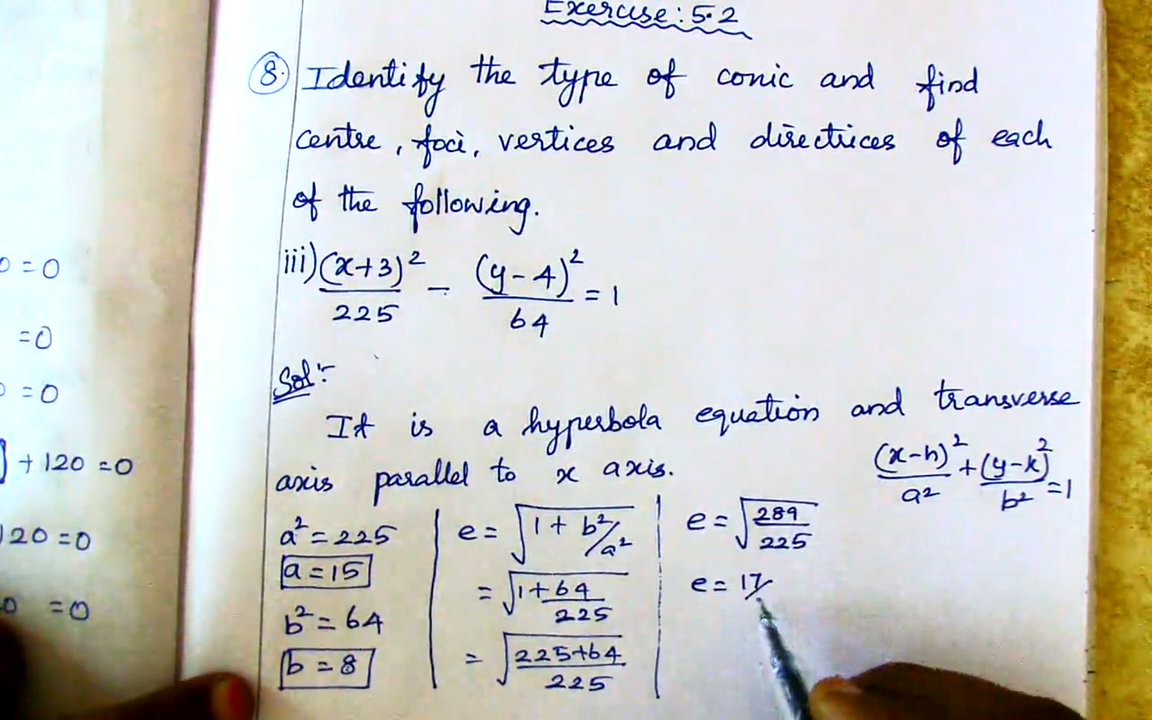 Exercise: 5.2
8. Identify the type of conic and find
centre, foci, vertices and directrices of each
of the following.
iii) (x+3)²/225 - (y-4)²/64 = 1
Sol:-
It is a hyperbola equation and transverse
axis parallel to x axis.
(x-h)²/a² + (y-k)²/b² = 1
a² = 225
a = 15
b² = 64
b = 8
e = √(1 + b²/a²)
= √(1+64/225)
= √(225+64/225)
e = √(289/225)
e = 17/
0 = 0
= 0
0 = 0
] + 120 = 0
120 = 0
0 = 0